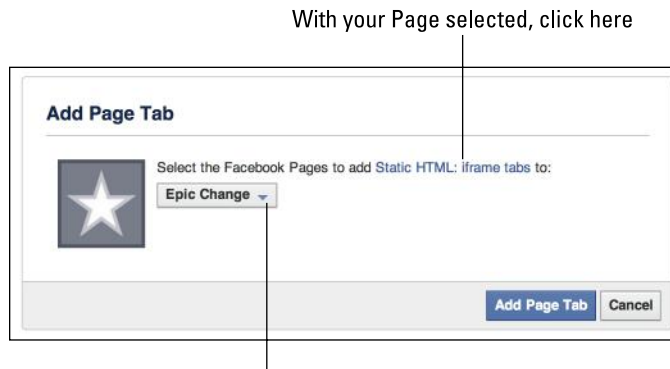 With your Page selected, click here
Add Page Tab
Select the Facebook Pages to add Static HTML: iframe tabs to:
Epic Change
Add Page Tab Cancel